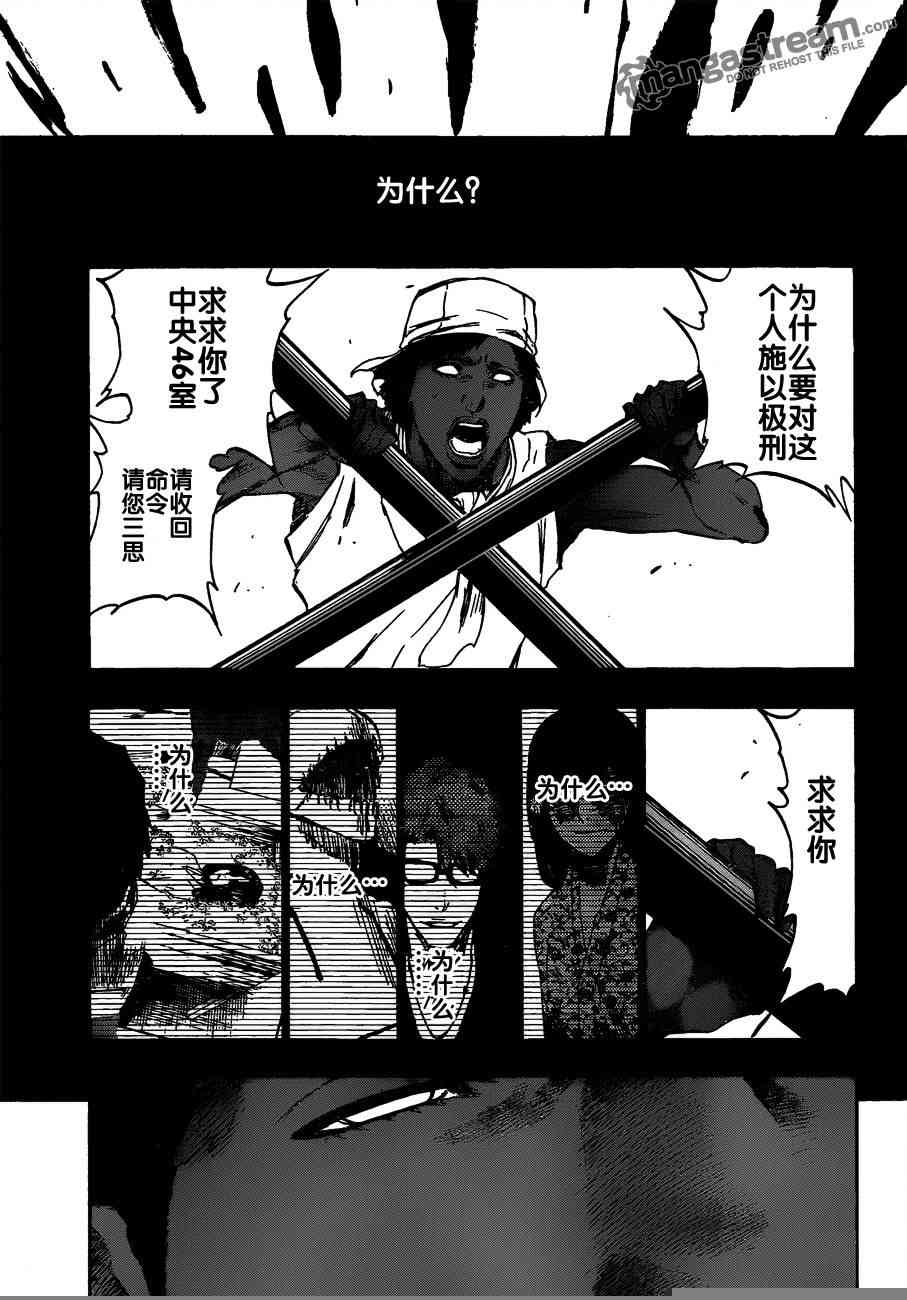 mangastream.com
DO NOT REHOST THIS FILE
为什么?
为什么要对这
个人施以极刑
求求你了
中央46室
请收回
命令
请您三思
求求你
为什么…
为什么
……
为什么…
为什么
……